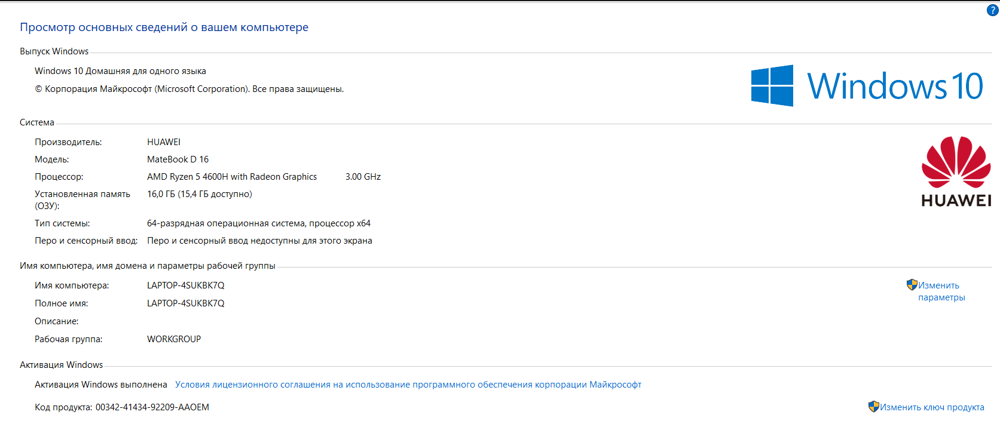 ?
Просмотр основных сведений о вашем компьютере
Выпуск Windows
Windows 10 Домашняя для одного языка
© Корпорация Майкрософт (Microsoft Corporation). Все права защищены.
Windows 10
Система
Производитель: HUAWEI
Модель: MateBook D 16
Процессор: AMD Ryzen 5 4600H with Radeon Graphics 3.00 GHz
Установленная память 16,0 ГБ (15,4 ГБ доступно)
(ОЗУ):
Тип системы: 64-разрядная операционная система, процессор x64
Перо и сенсорный ввод: Перо и сенсорный ввод недоступны для этого экрана
HUAWEI
Имя компьютера, имя домена и параметры рабочей группы
Имя компьютера: LAPTOP-4SUKBK7Q
Изменить
параметры
Полное имя: LAPTOP-4SUKBK7Q
Описание:
Рабочая группа: WORKGROUP
Активация Windows
Активация Windows выполнена Условия лицензионного соглашения на использование программного обеспечения корпорации Майкрософт
Код продукта: 00342-41434-92209-AAOEM
Изменить ключ продукта